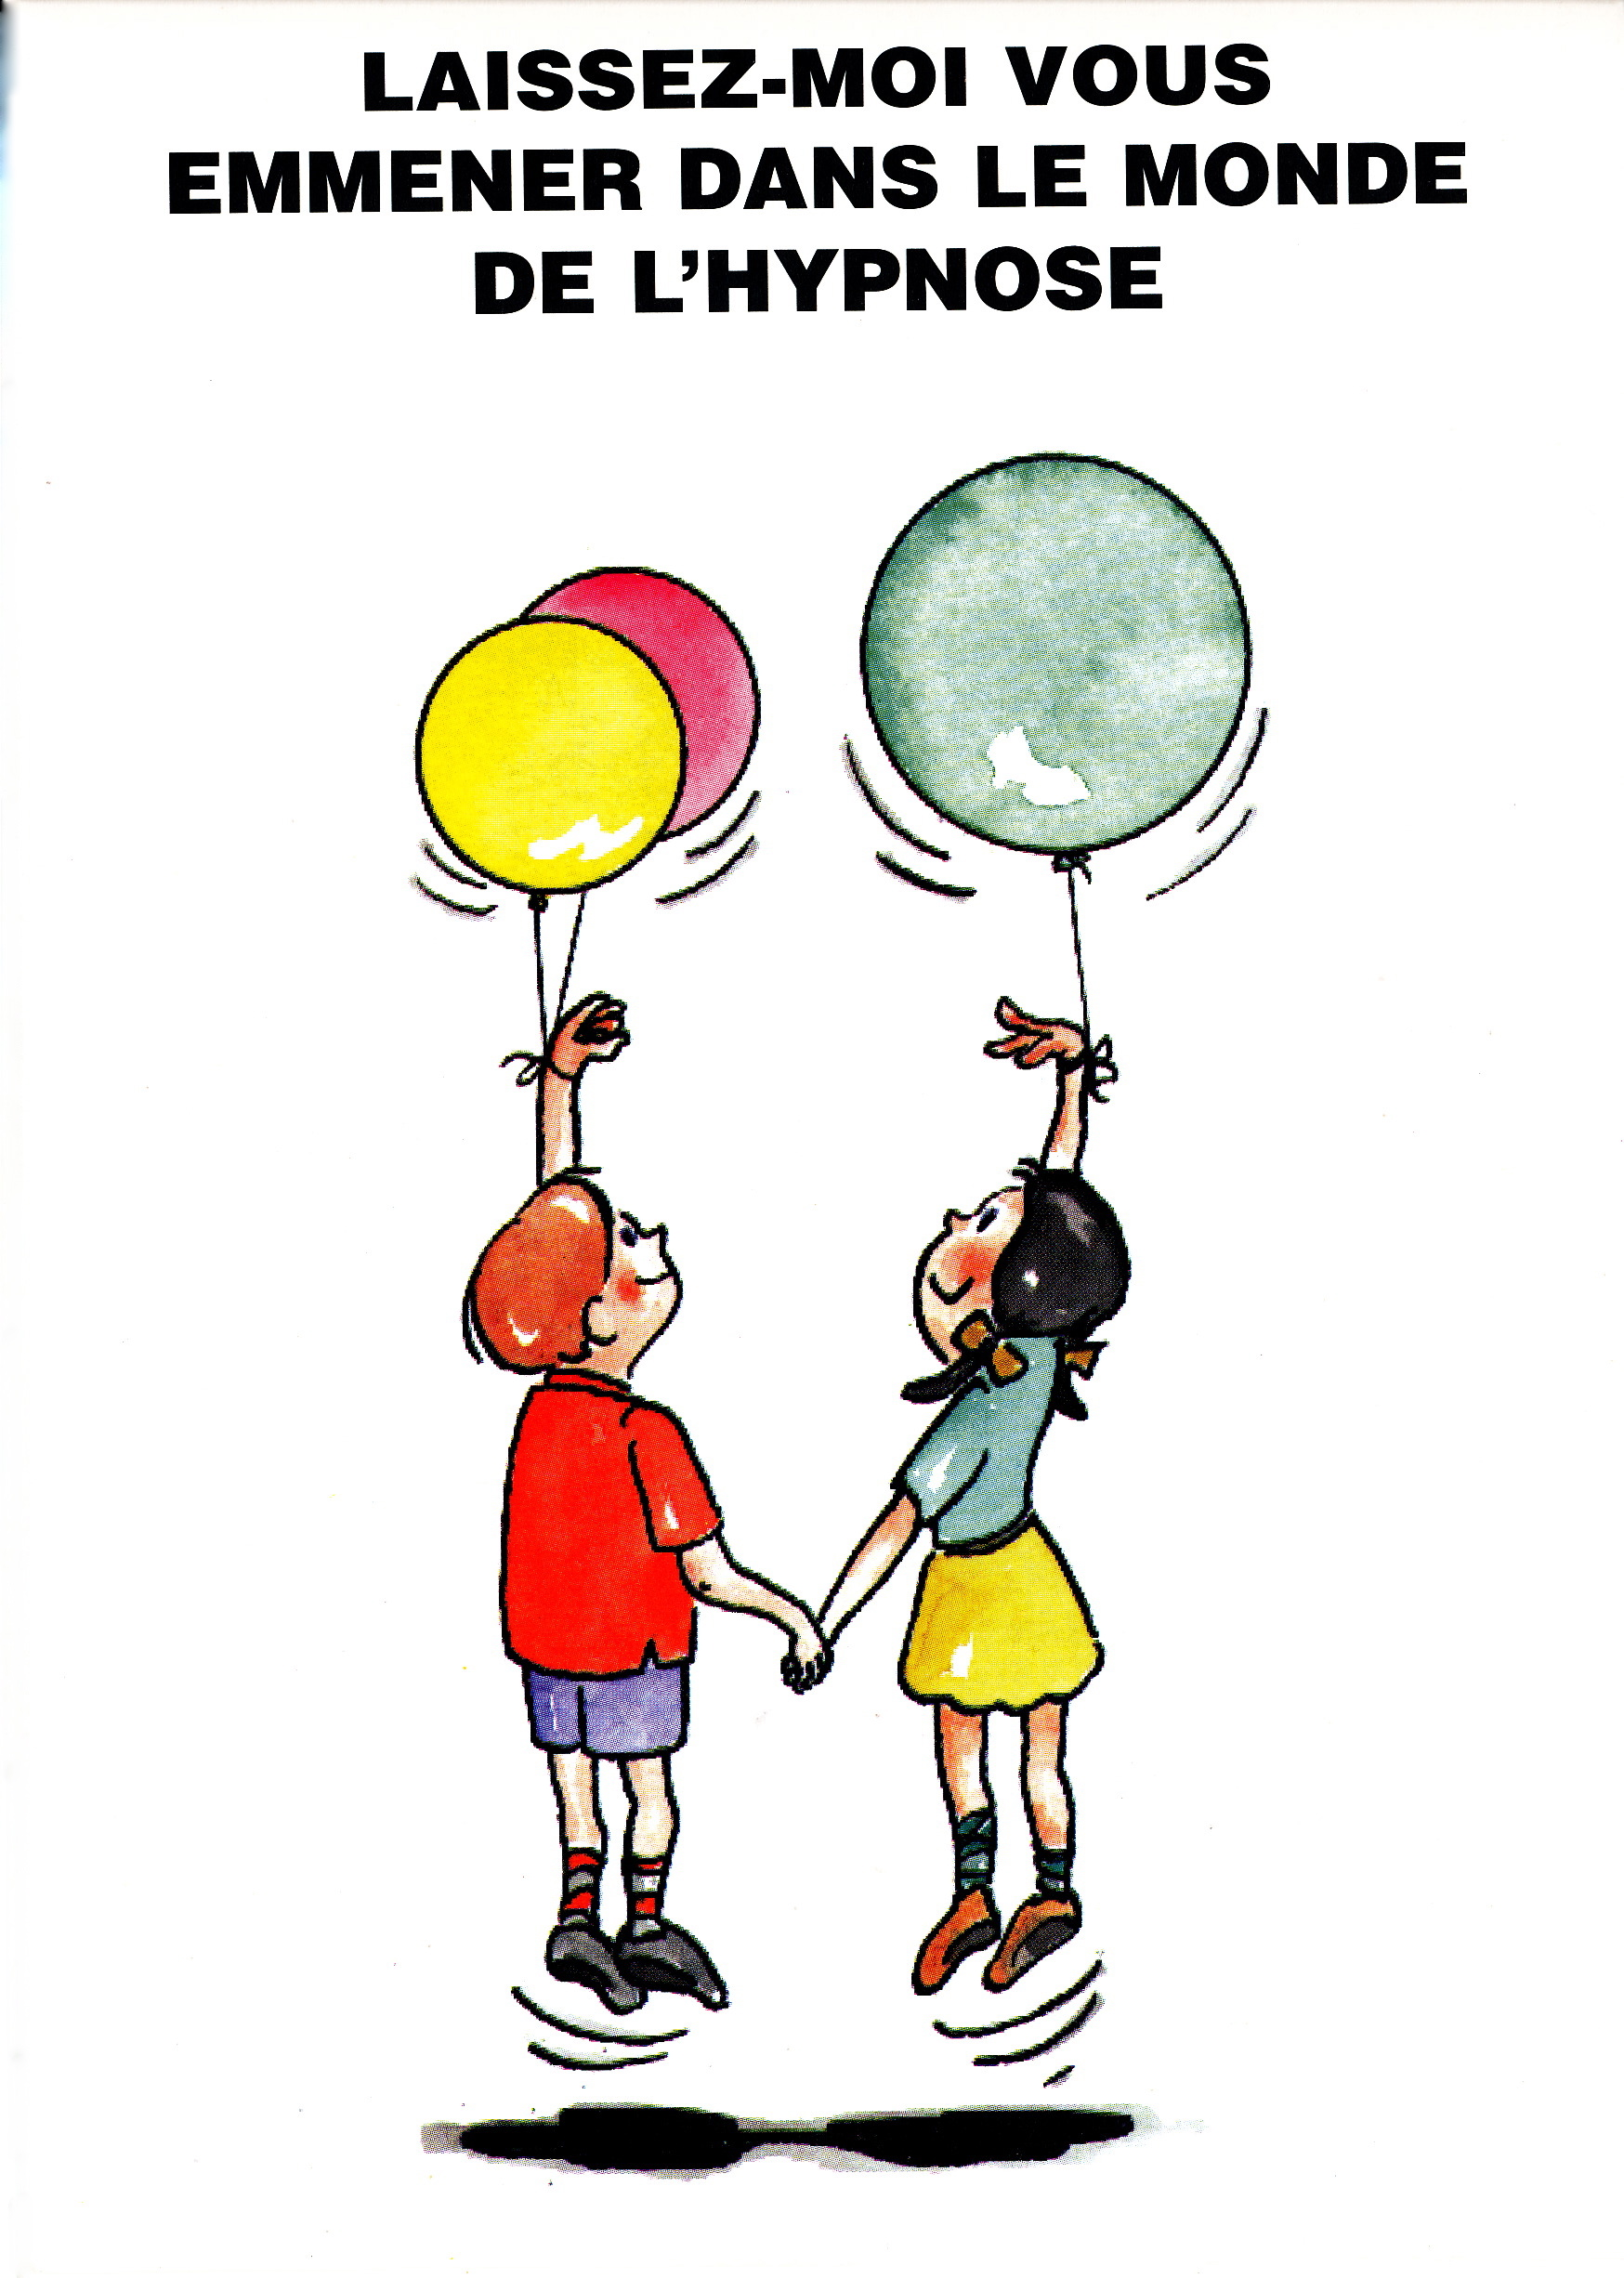 LAISSEZ-MOI VOUS
EMMENER DANS LE MONDE
DE L'HYPNOSE